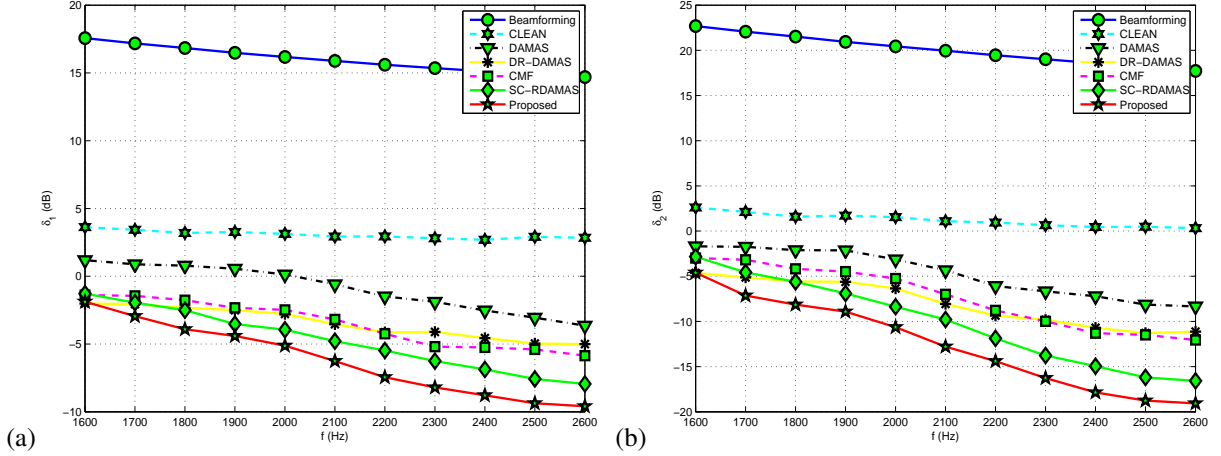 20
15
10
5
0
−5
−10
δ1 (dB)
1600 1700 1800 1900 2000 2100 2200 2300 2400 2500 2600
f (Hz)
Beamforming
CLEAN
DAMAS
DR−DAMAS
CMF
SC−RDAMAS
Proposed
(a)
25
20
15
10
5
0
−5
−10
−15
−20
δ2 (dB)
1600 1700 1800 1900 2000 2100 2200 2300 2400 2500 2600
f (Hz)
Beamforming
CLEAN
DAMAS
DR−DAMAS
CMF
SC−RDAMAS
Proposed
(b)